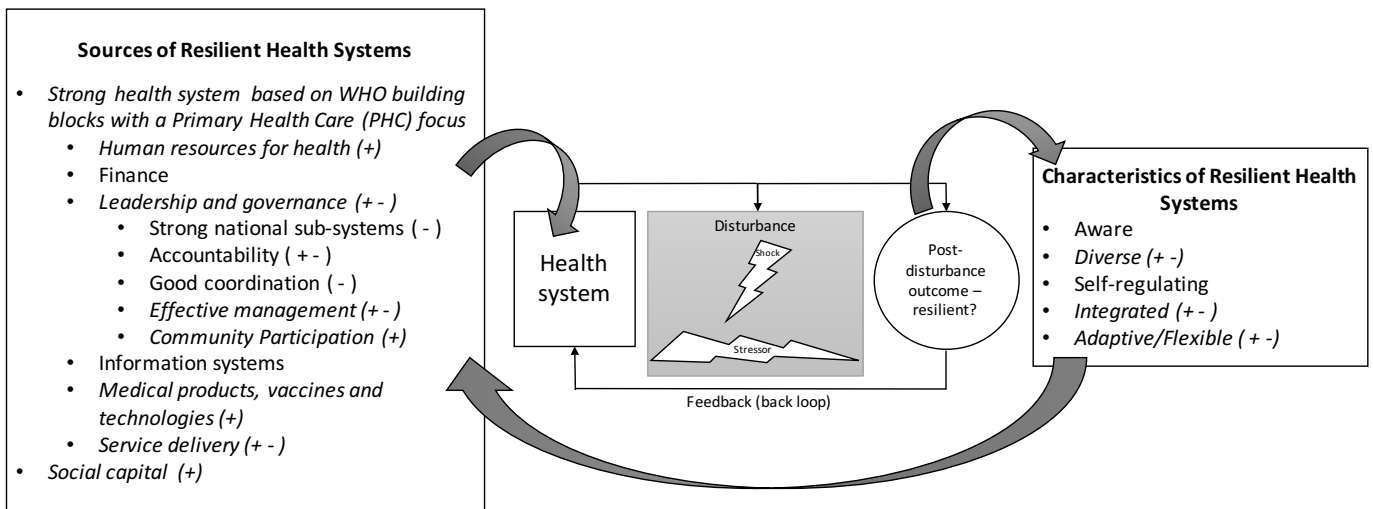 Sources of Resilient Health Systems
• Strong health system based on WHO building
blocks with a Primary Health Care (PHC) focus
• Human resources for health (+)
• Finance
• Leadership and governance (+ - )
• Strong national sub-systems ( - )
• Accountability ( + - )
• Good coordination ( - )
• Effective management (+ - )
• Community Participation (+)
• Information systems
• Medical products, vaccines and
technologies (+)
• Service delivery (+ - )
• Social capital (+)
Health
system
Disturbance
Shock
Stressor
Post-
disturbance
outcome –
resilient?
Feedback (back loop)
Characteristics of Resilient Health
Systems
• Aware
• Diverse (+ -)
• Self-regulating
• Integrated (+ - )
• Adaptive/Flexible ( + -)